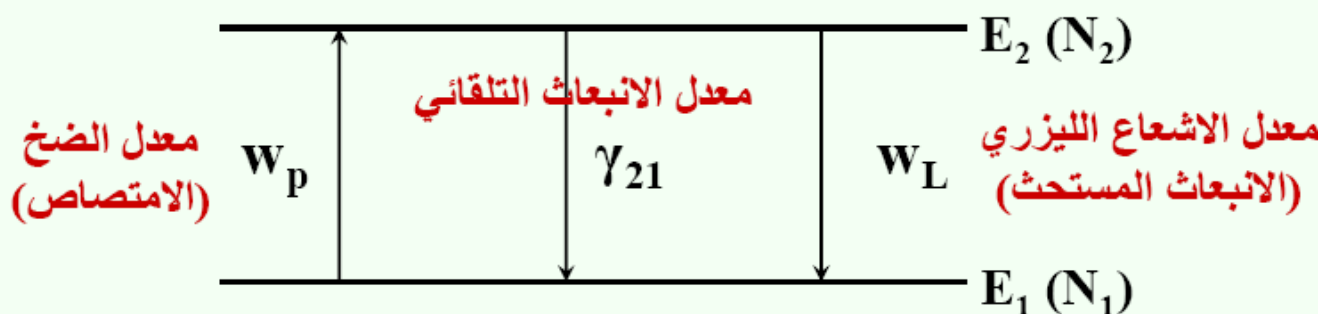 E₂ (N₂)
معدل الانبعاث التلقائي
معدل الضخ
(الامتصاص)
w_p
γ₂₁
w_L
معدل الاشعاع الليزري
(الانبعاث المستحث)
E₁ (N₁)